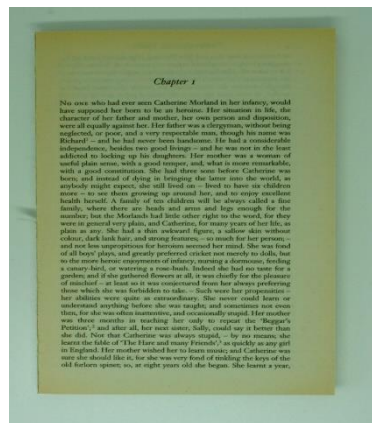 Chapter 1
No one who had ever seen Catherine Morland in her infancy, would
have supposed her born to be an heroine. Her situation in life, the
character of her father and mother, her own person and disposition,
were all equally against her. Her father was a clergyman, without being
neglected, or poor, and a very respectable man, though his name was
Richard¹ – and he had never been handsome. He had a considerable
independence, besides two good livings – and he was not in the least
addicted to locking up his daughters. Her mother was a woman of
useful plain sense, with a good temper, and, what is more remarkable,
with a good constitution. She had three sons before Catherine was
born; and instead of dying in bringing the latter into the world, as
anybody might expect, she still lived on – lived to have six children
more – to see them growing up around her, and to enjoy excellent
health herself. A family of ten children will be always called a fine
family, where there are heads and arms and legs enough for the
number; but the Morlands had little other right to the word, for they
were in general very plain, and Catherine, for many years of her life, as
plain as any. She had a thin awkward figure, a sallow skin without
colour, dark lank hair, and strong features; – so much for her person; –
and not less unpropitious for heroism seemed her mind. She was fond
of all boys' plays, and greatly preferred cricket not merely to dolls, but
to the more heroic enjoyments of infancy, nursing a dormouse, feeding
a canary-bird, or watering a rose-bush. Indeed she had no taste for a
garden; and if she gathered flowers at all, it was chiefly for the pleasure
of mischief – at least so it was conjectured from her always preferring
those which she was forbidden to take. – Such were her propensities –
her abilities were quite as extraordinary. She never could learn or
understand anything before she was taught; and sometimes not even
then, for she was often inattentive, and occasionally stupid. Her mother
was three months in teaching her only to repeat the 'Beggar's
Petition';² and after all, her next sister, Sally, could say it better than
she did. Not that Catherine was always stupid, – by no means; she
learnt the fable of 'The Hare and many Friends',³ as quickly as any girl
in England. Her mother wished her to learn music; and Catherine was
sure she should like it, for she was very fond of tinkling the keys of the
old forlorn spinet; so, at eight years old she began. She learnt a year,